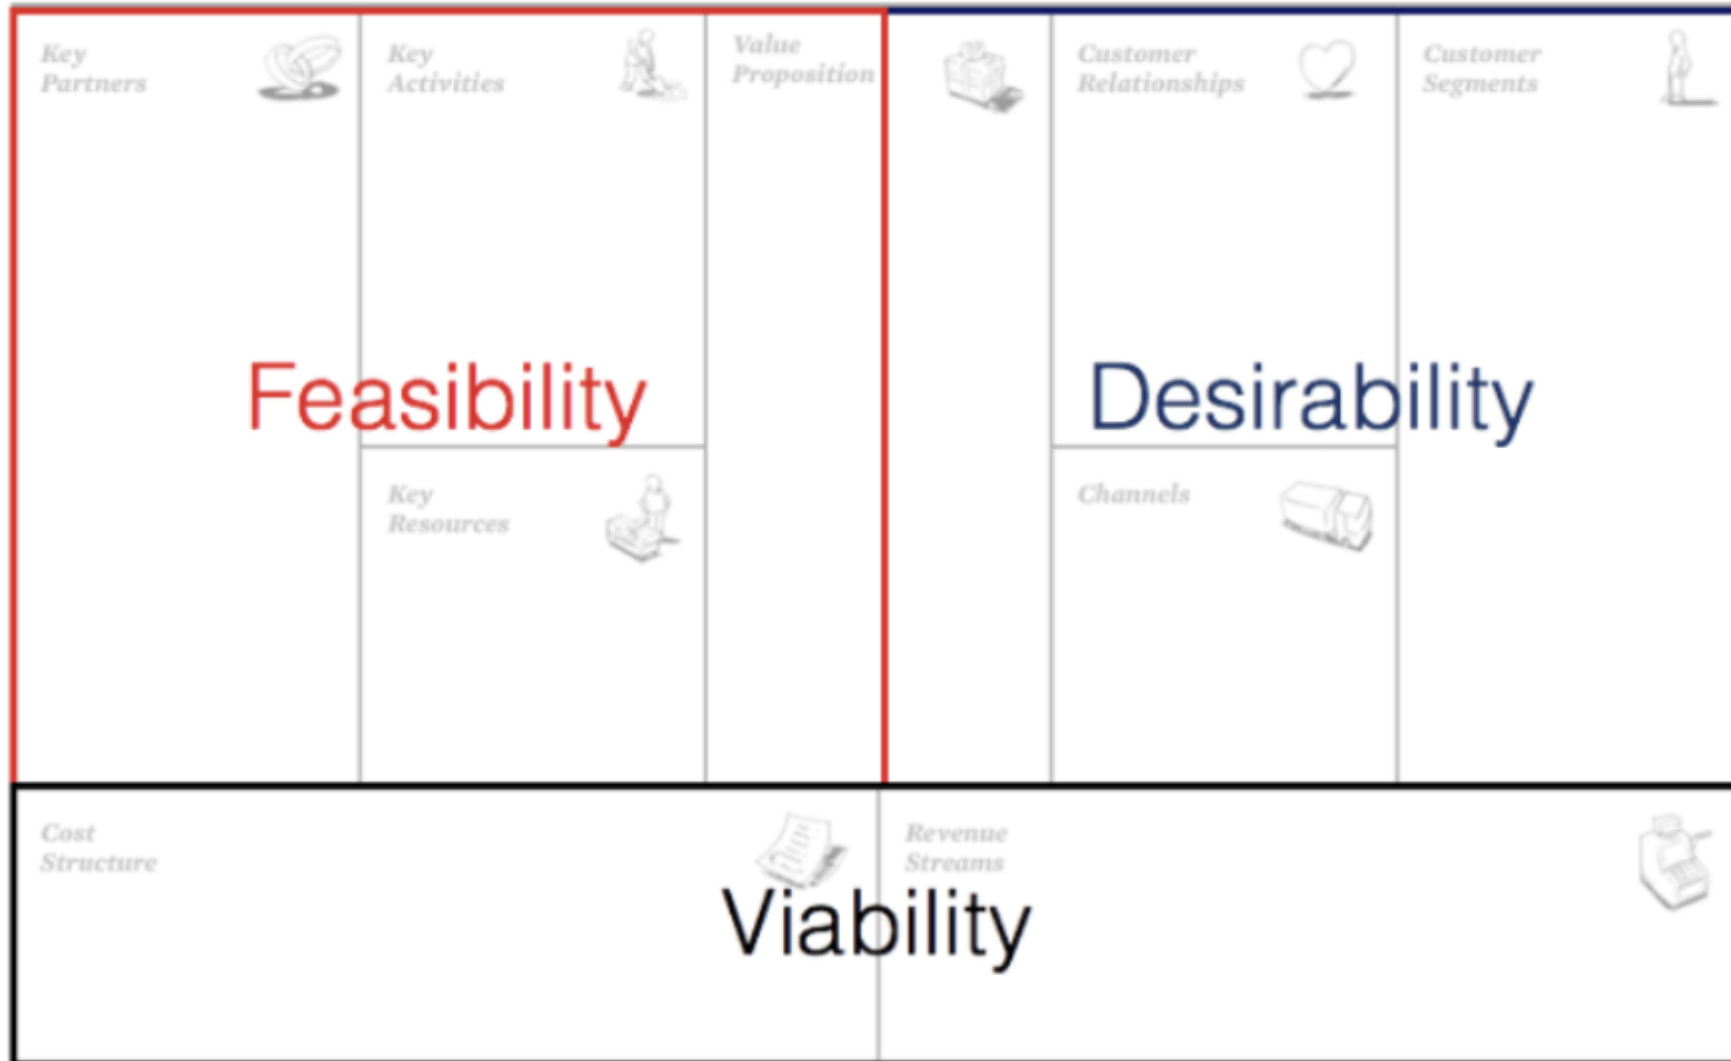 Key
Partners
Key
Activities
Value
Proposition
Customer
Relationships
Customer
Segments
Feasibility
Desirability
Key
Resources
Channels
Cost
Structure
Revenue
Streams
Viability